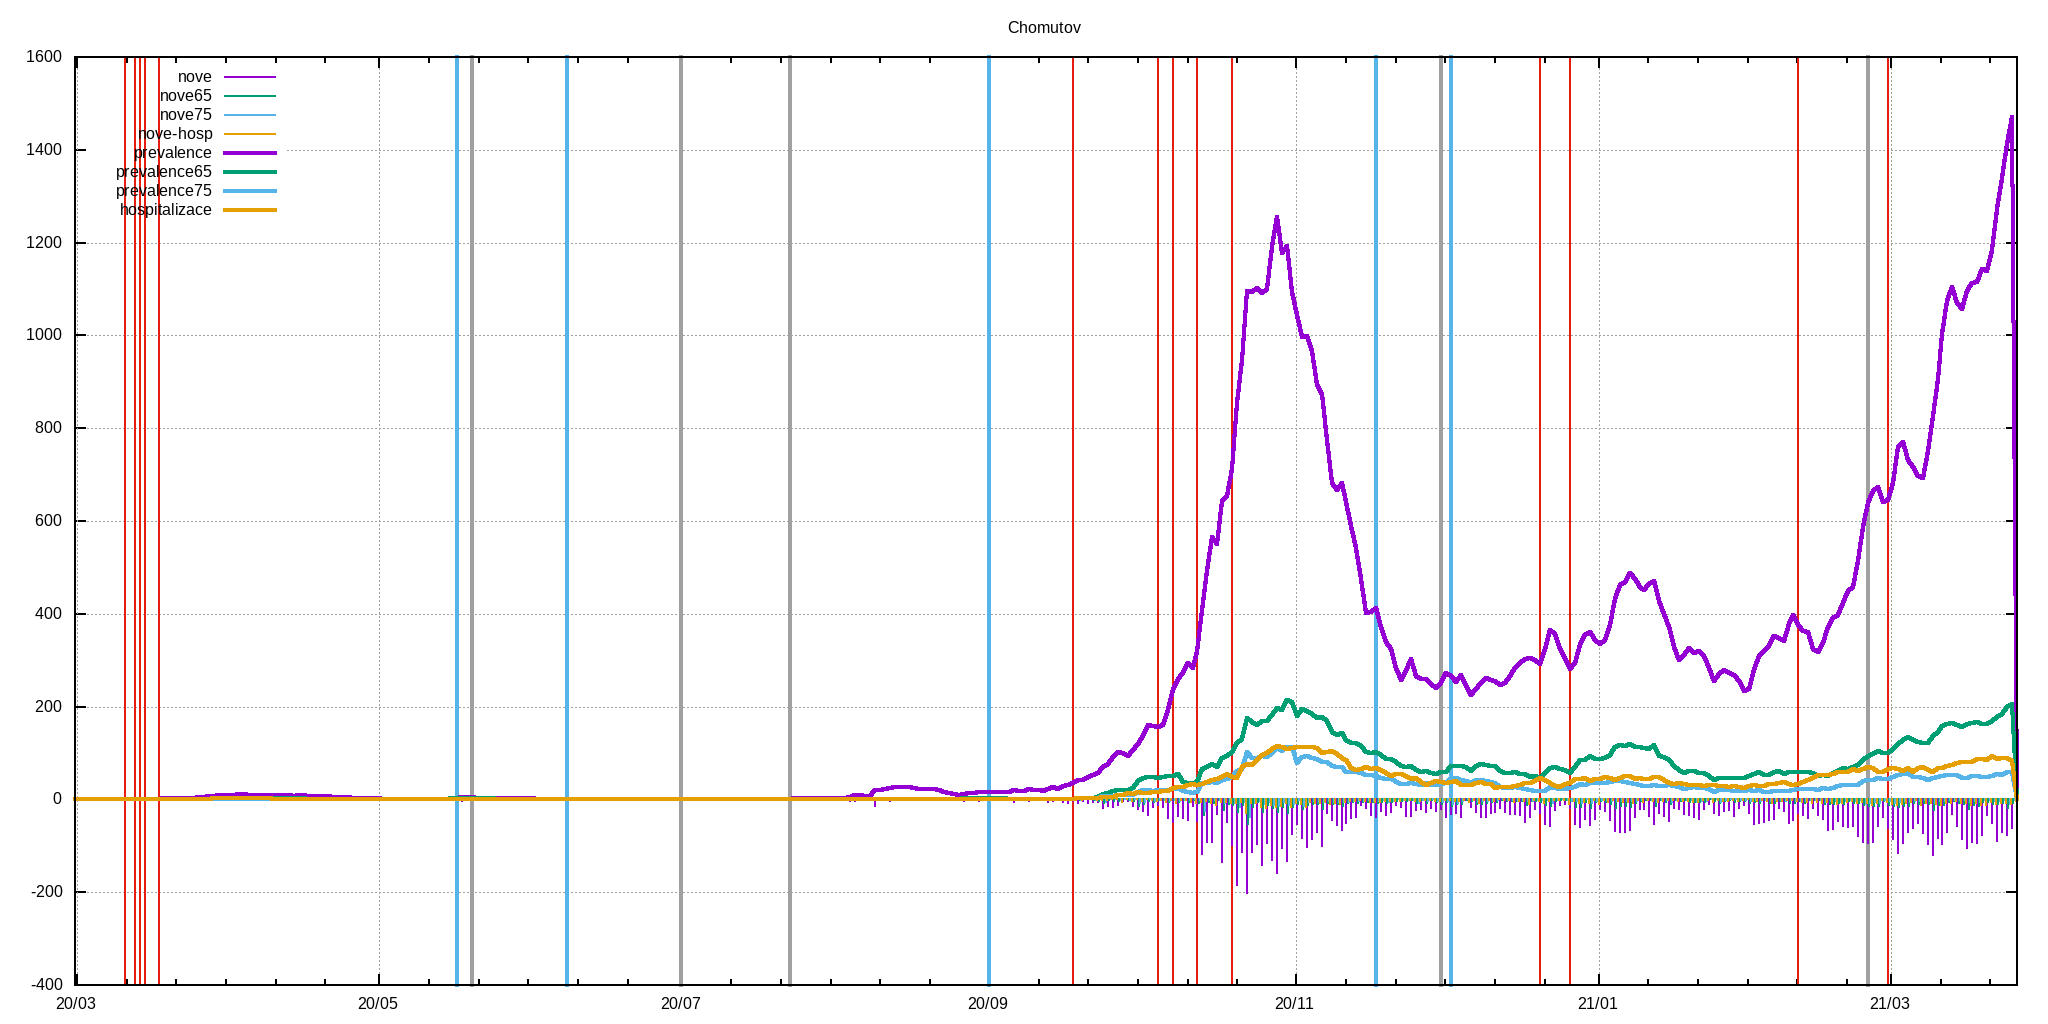 Chomutov
1600
1400
1200
1000
800
600
400
200
0
-200
-400
nove
nove65
nove75
nove-hosp
prevalence
prevalence65
prevalence75
hospitalizace
20/03 20/05 20/07 20/09 20/11 21/01 21/03